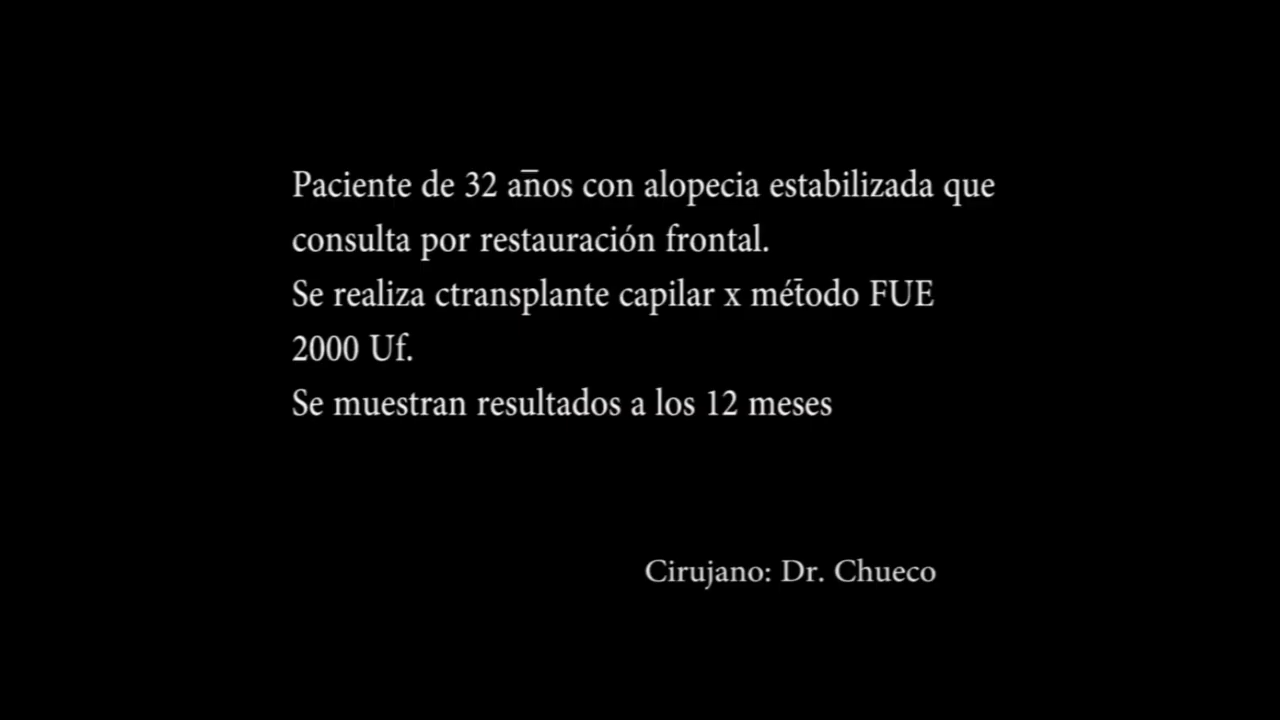 Paciente de 32 años con alopecia estabilizada que
consulta por restauración frontal.
Se realiza ctransplante capilar x método FUE
2000 Uf.
Se muestran resultados a los 12 meses
Cirujano: Dr. Chueco